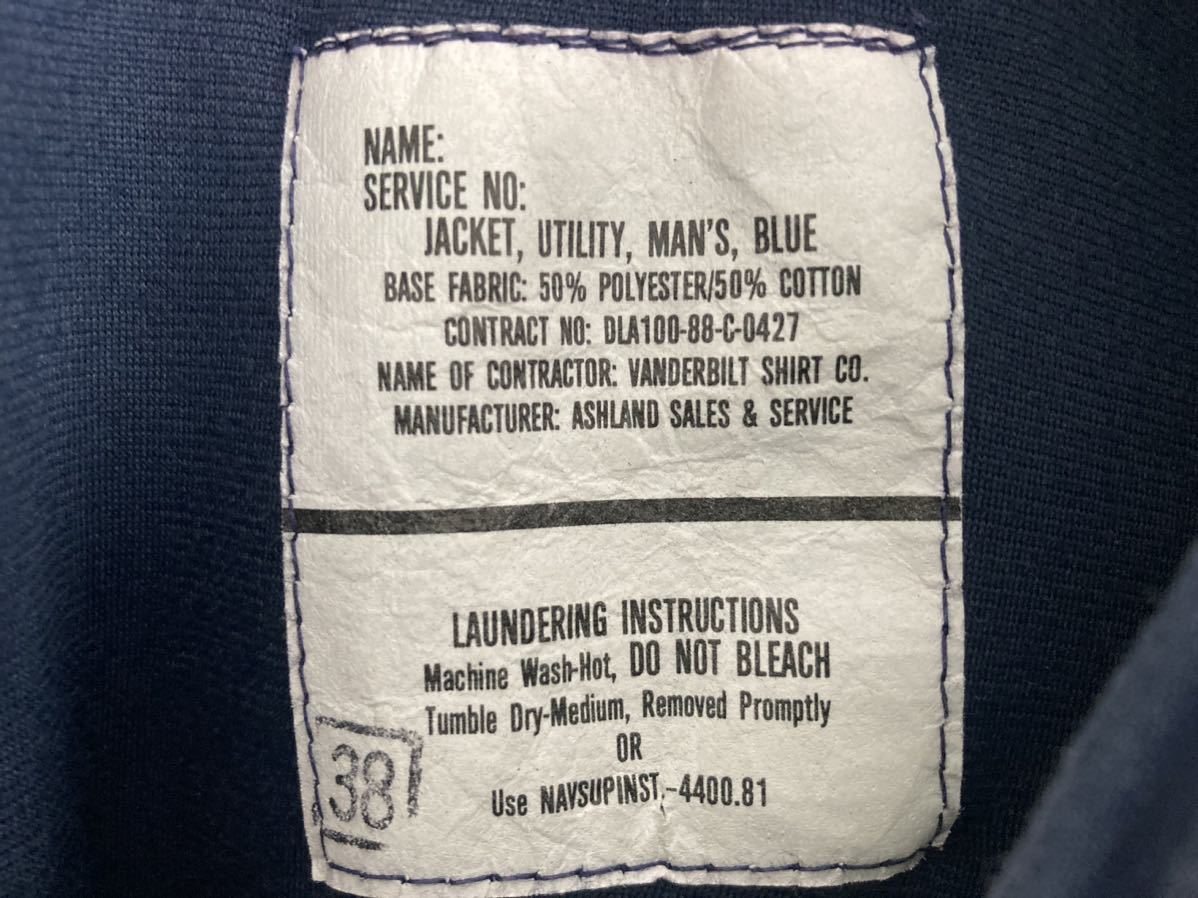 NAME:
SERVICE NO:
JACKET, UTILITY, MAN'S, BLUE
BASE FABRIC: 50% POLYESTER/50% COTTON
CONTRACT NO: DLA100-88-C-0427
NAME OF CONTRACTOR: VANDERBILT SHIRT CO.
MANUFACTURER: ASHLAND SALES & SERVICE
LAUNDERING INSTRUCTIONS
Machine Wash-Hot, DO NOT BLEACH
Tumble Dry-Medium, Removed Promptly
OR
Use NAVSUPINST.-4400.81
38